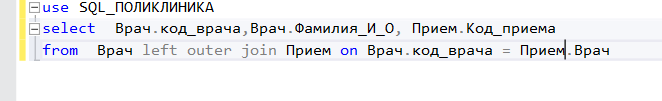 use SQL_ПОЛИКЛИНИКА
select Врач.код_врача,Врач.Фамилия_И_О, Прием.Код_приема
from Врач left outer join Прием on Врач.код_врача = Прием.Врач